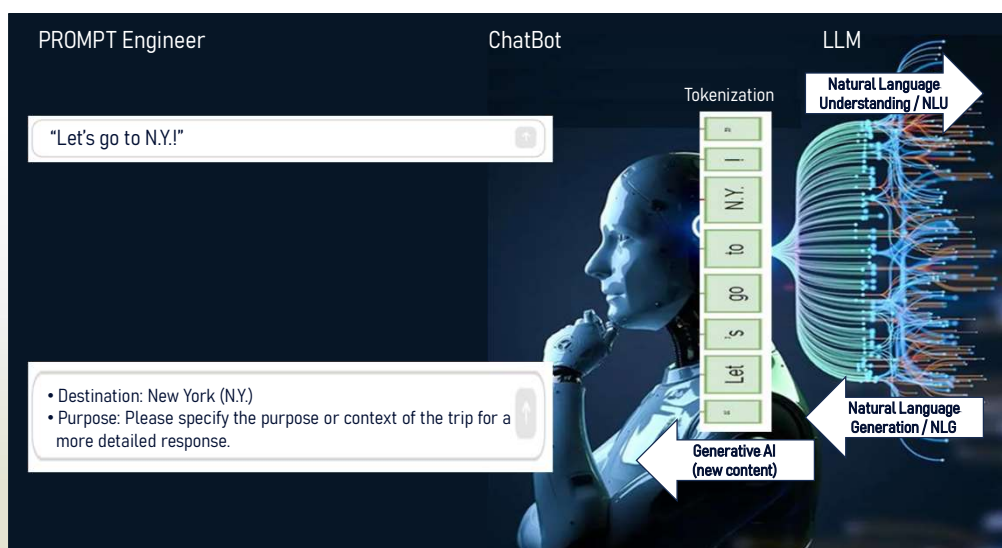 PROMPT Engineer
ChatBot
LLM
Natural Language
Understanding / NLU
Tokenization
“Let's go to N.Y.!”
!
N.Y.
to
go
's
Let
• Destination: New York (N.Y.)
• Purpose: Please specify the purpose or context of the trip for a
more detailed response.
Natural Language
Generation / NLG
Generative AI
(new content)